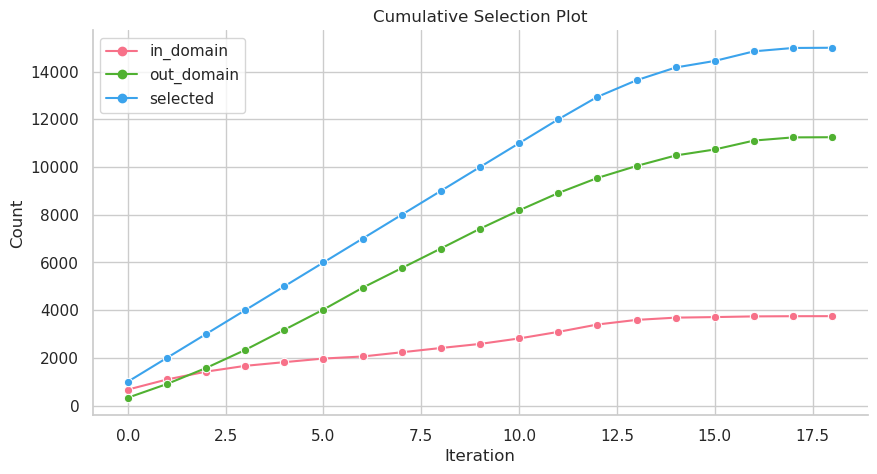 Cumulative Selection Plot
in_domain
out_domain
selected
Count
14000
12000
10000
8000
6000
4000
2000
0
0.0 2.5 5.0 7.5 10.0 12.5 15.0 17.5
Iteration